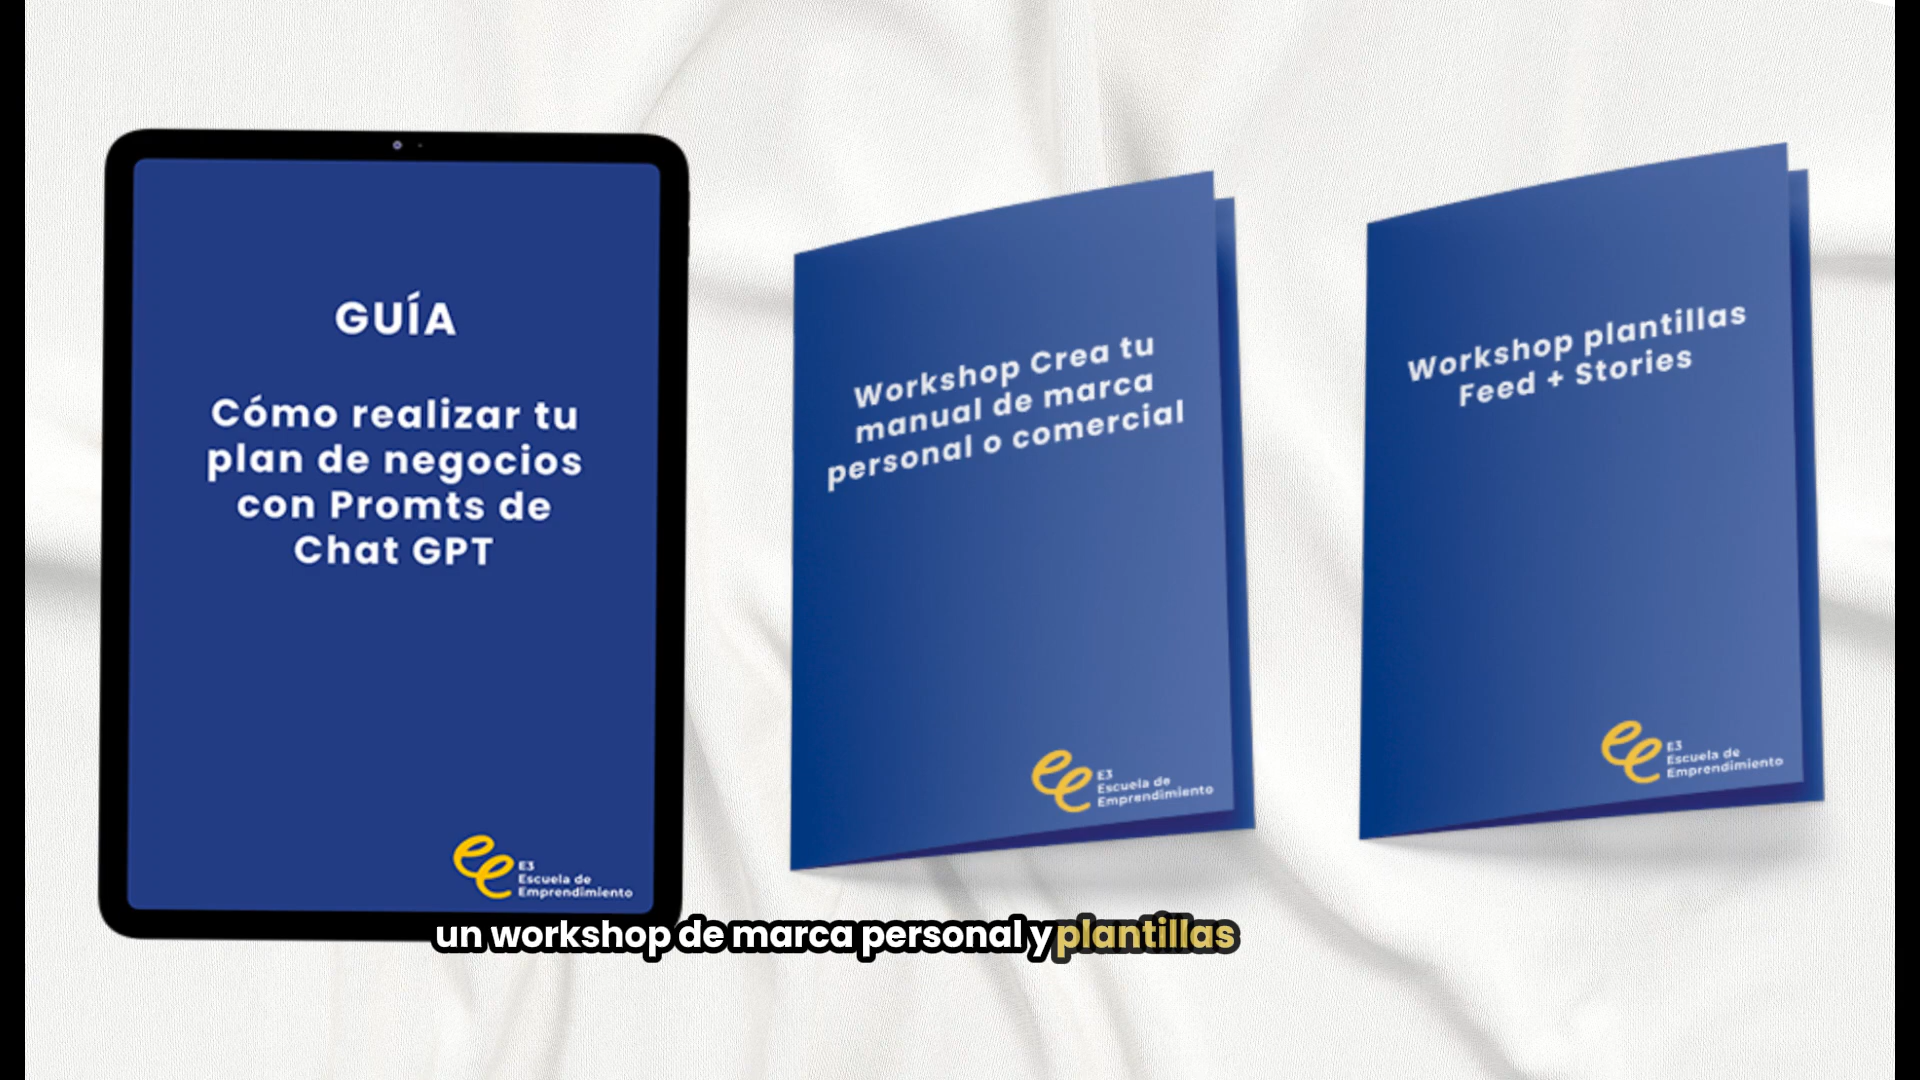 GUÍA
Cómo realizar tu
plan de negocios
con Promts de
Chat GPT
E3
Escuela de
Emprendimiento
Workshop Crea tu
manual de marca
personal o comercial
E3
Escuela de
Emprendimiento
Workshop plantillas
Feed + Stories
E3
Escuela de
Emprendimiento
un workshop de marca personal y plantillas